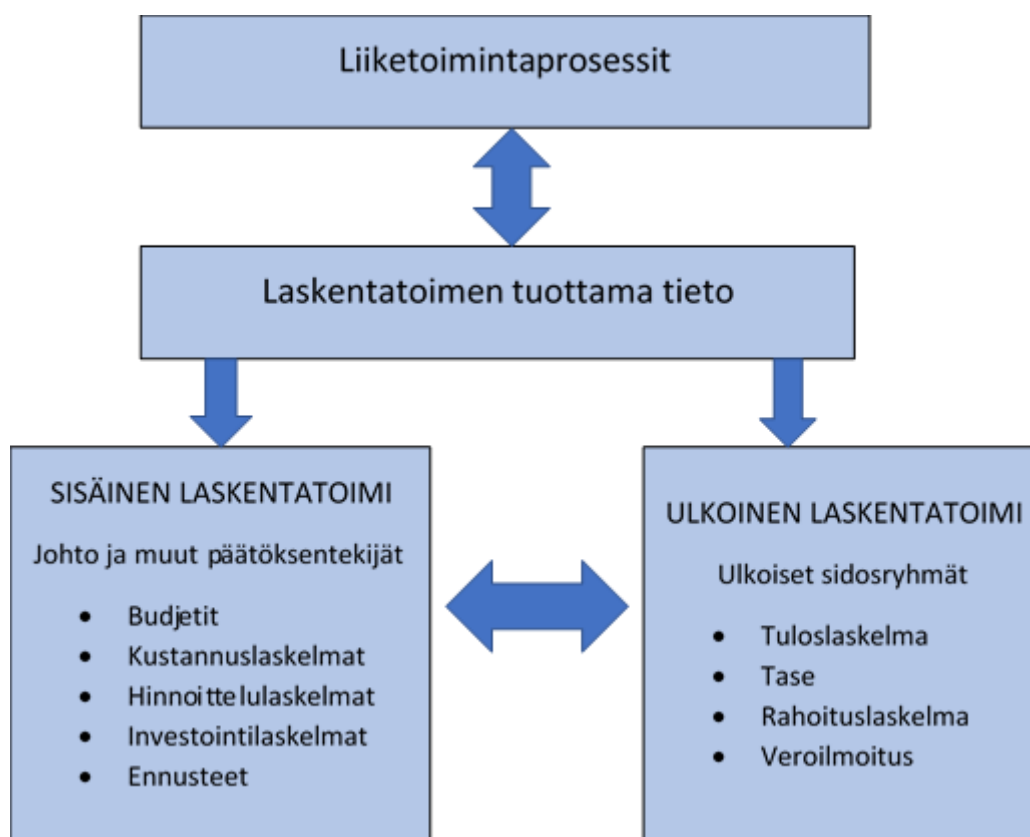 Liiketoimintaprosessit
Laskentatoimen tuottama tieto
SISÄINEN LASKENTATOIMI
Johto ja muut päätöksentekijät
• Budjetit
• Kustannuslaskelmat
• Hinnoittelulaskelmat
• Investointilaskelmat
• Ennusteet
ULKOINEN LASKENTATOIMI
Ulkoiset sidosryhmät
• Tuloslaskelma
• Tase
• Rahoituslaskelma
• Veroilmoitus